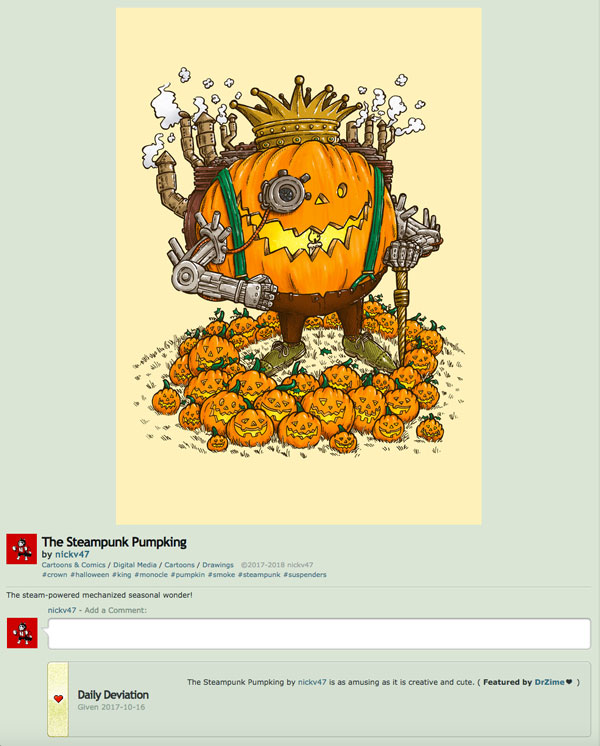 The Steampunk Pumpking
by nickv47
Cartoons & Comics / Digital Media / Cartoons / Drawings ©2017-2018 nickv47
#crown #halloween #king #monocle #pumpkin #smoke #steampunk #suspenders
The steam-powered mechanized seasonal wonder!
nickv47 - Add a Comment:
Daily Deviation
Given 2017-10-16
The Steampunk Pumpking by nickv47 is as amusing as it is creative and cute. ( Featured by DrZime❤ )